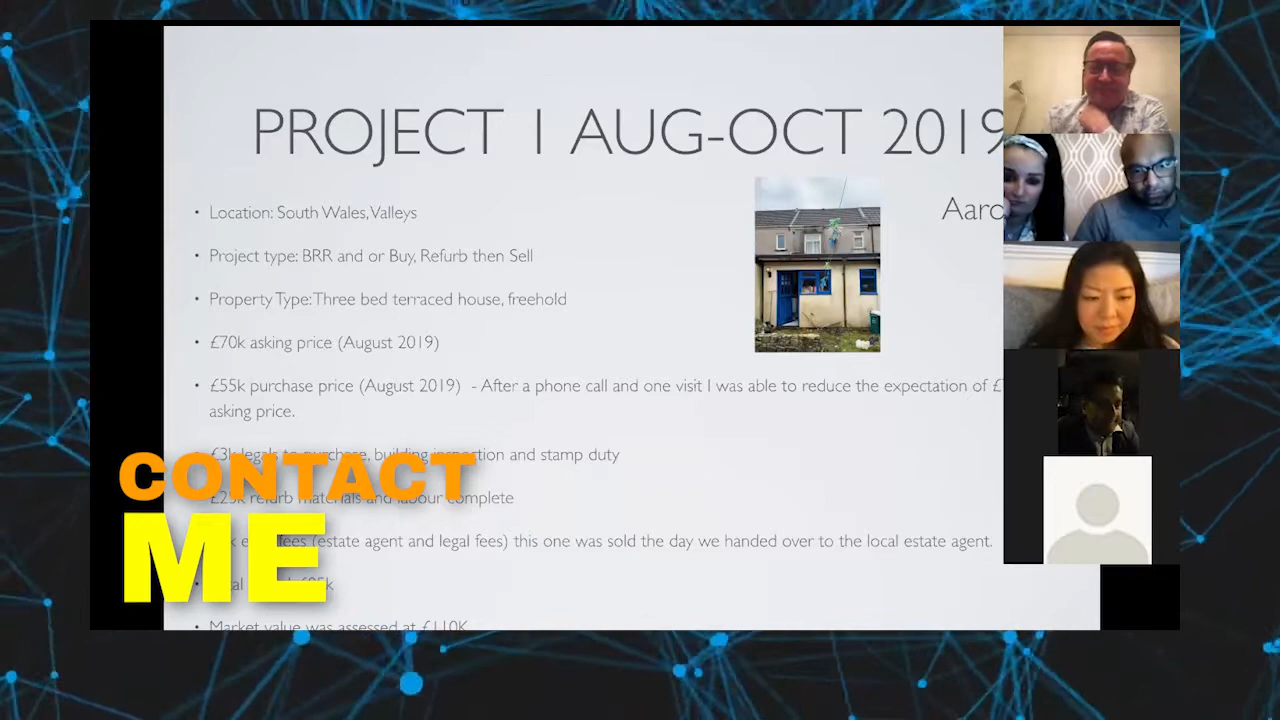 PROJECT 1 AUG-OCT 2019
Aaro
• Location: South Wales, Valleys
• Project type: BRR and or Buy, Refurb then Sell
• Property Type: Three bed terraced house, freehold
• £70k asking price (August 2019)
• £55k purchase price (August 2019) - After a phone call and one visit I was able to reduce the expectation of £
asking price.
• £3k legals to purchase, building inspection and stamp duty
• £25k refurb materials and labour complete
fees (estate agent and legal fees) this one was sold the day we handed over to the local estate agent.
• Market value was assessed at £110K
CONTACT
ME